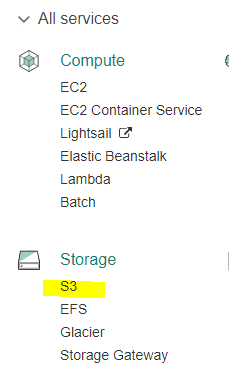 All services
Compute
EC2
EC2 Container Service
Lightsail
Elastic Beanstalk
Lambda
Batch
Storage
S3
EFS
Glacier
Storage Gateway